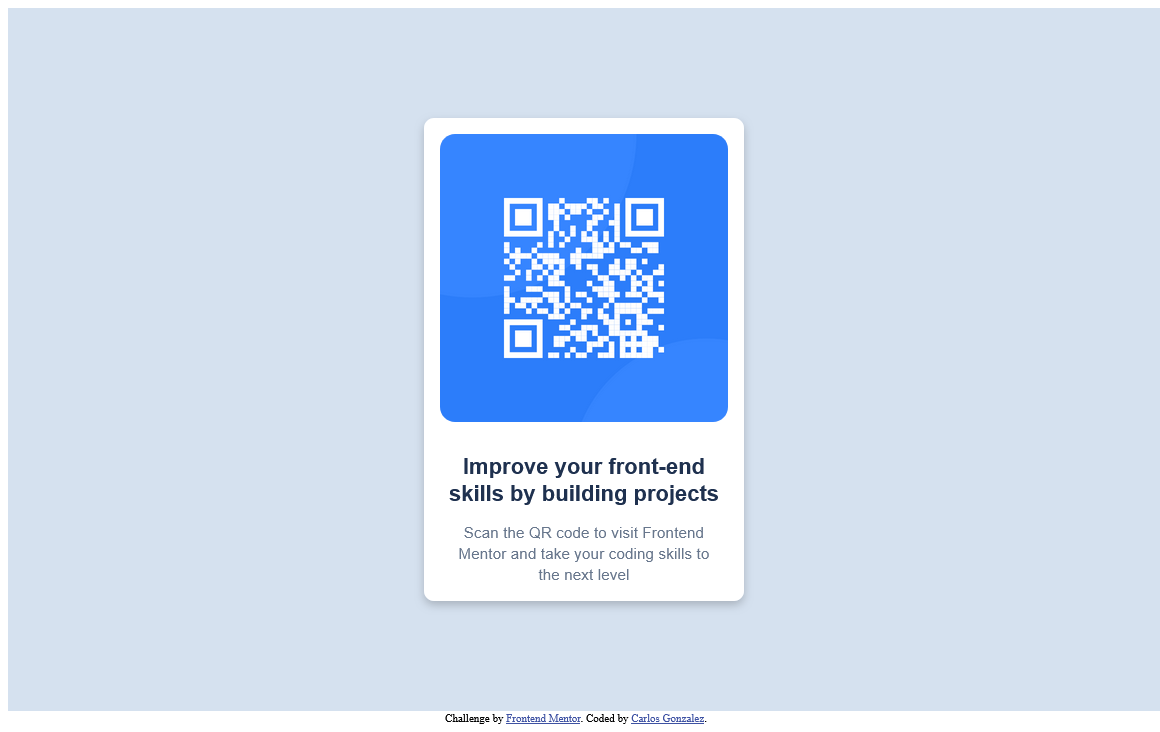 Improve your front-end
skills by building projects
Scan the QR code to visit Frontend
Mentor and take your coding skills to
the next level
Challenge by Frontend Mentor. Coded by Carlos Gonzalez.